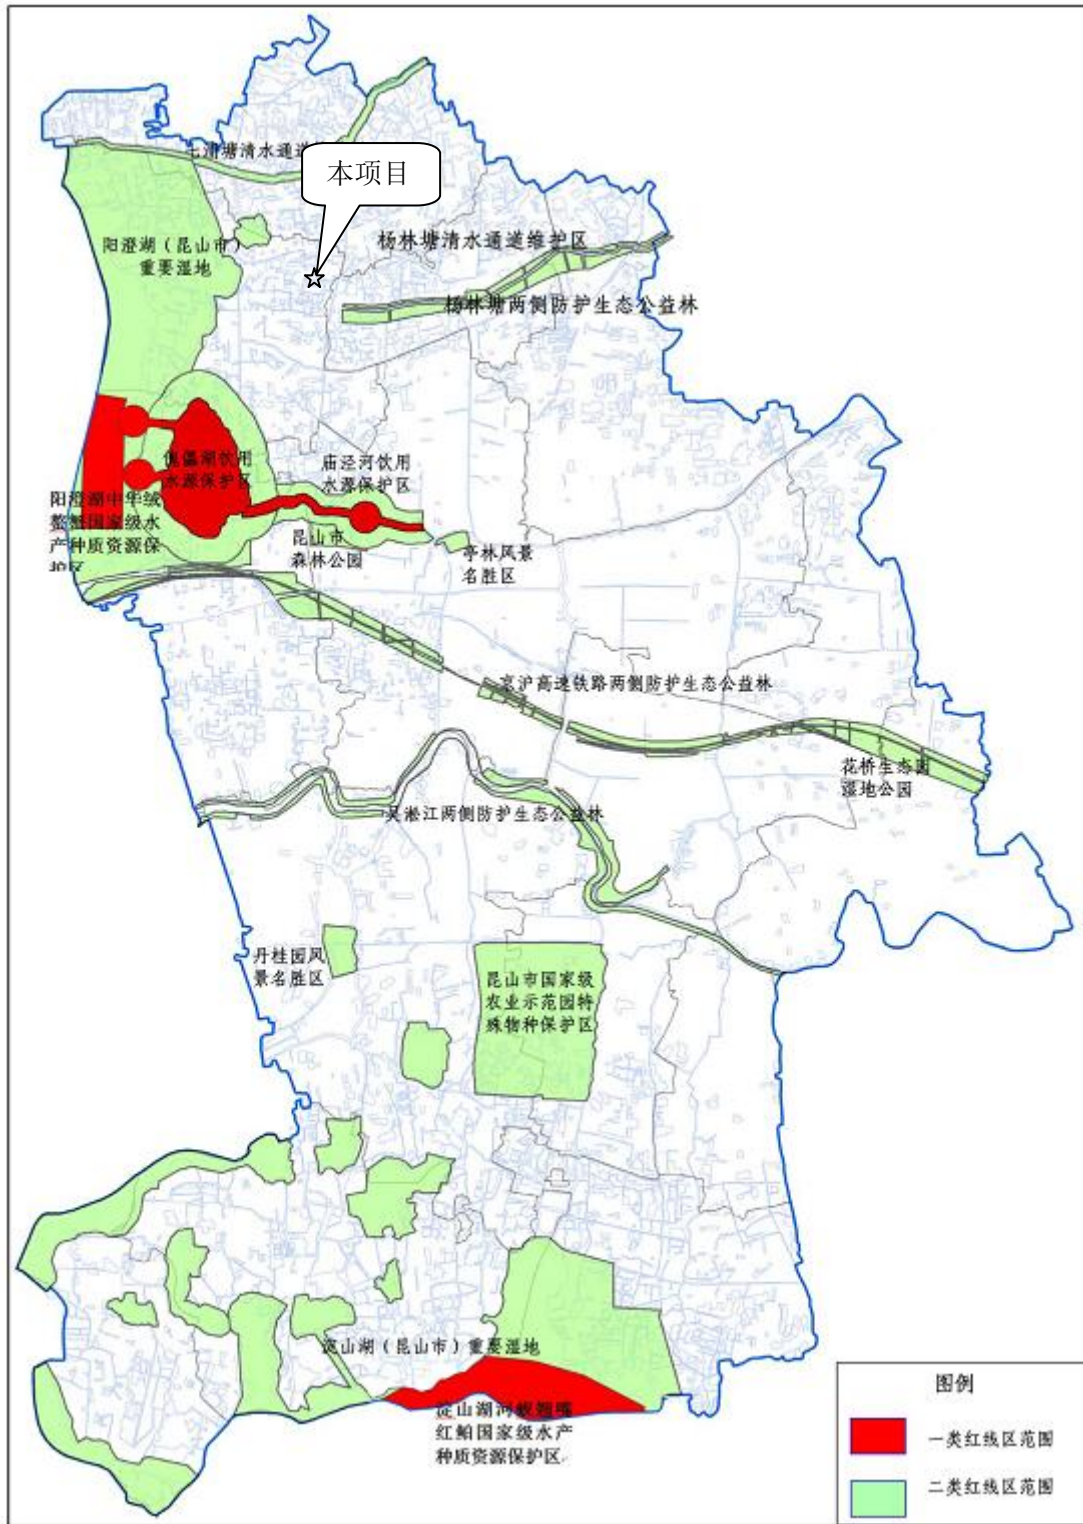 七浦塘清水通道
本项目
阳澄湖（昆山市）
重要湿地
杨林塘清水通道维护区
杨林塘两侧防护生态公益林
傀儡湖饮用
水源保护区
庙泾河饮用
水源保护区
阳澄湖中华绒
螯蟹国家级水
产种质资源保
护区
昆山市
森林公园
亭林风景
名胜区
京沪高速铁路两侧防护生态公益林
花桥生态园
湿地公园
吴淞江两侧防护生态公益林
丹桂园风
景名胜区
昆山市国家级
农业示范园特
殊物种保护区
淀山湖（昆山市）重要湿地
淀山湖河蚬翘嘴
红鲌国家级水产
种质资源保护区
图例
一类红线区范围
二类红线区范围